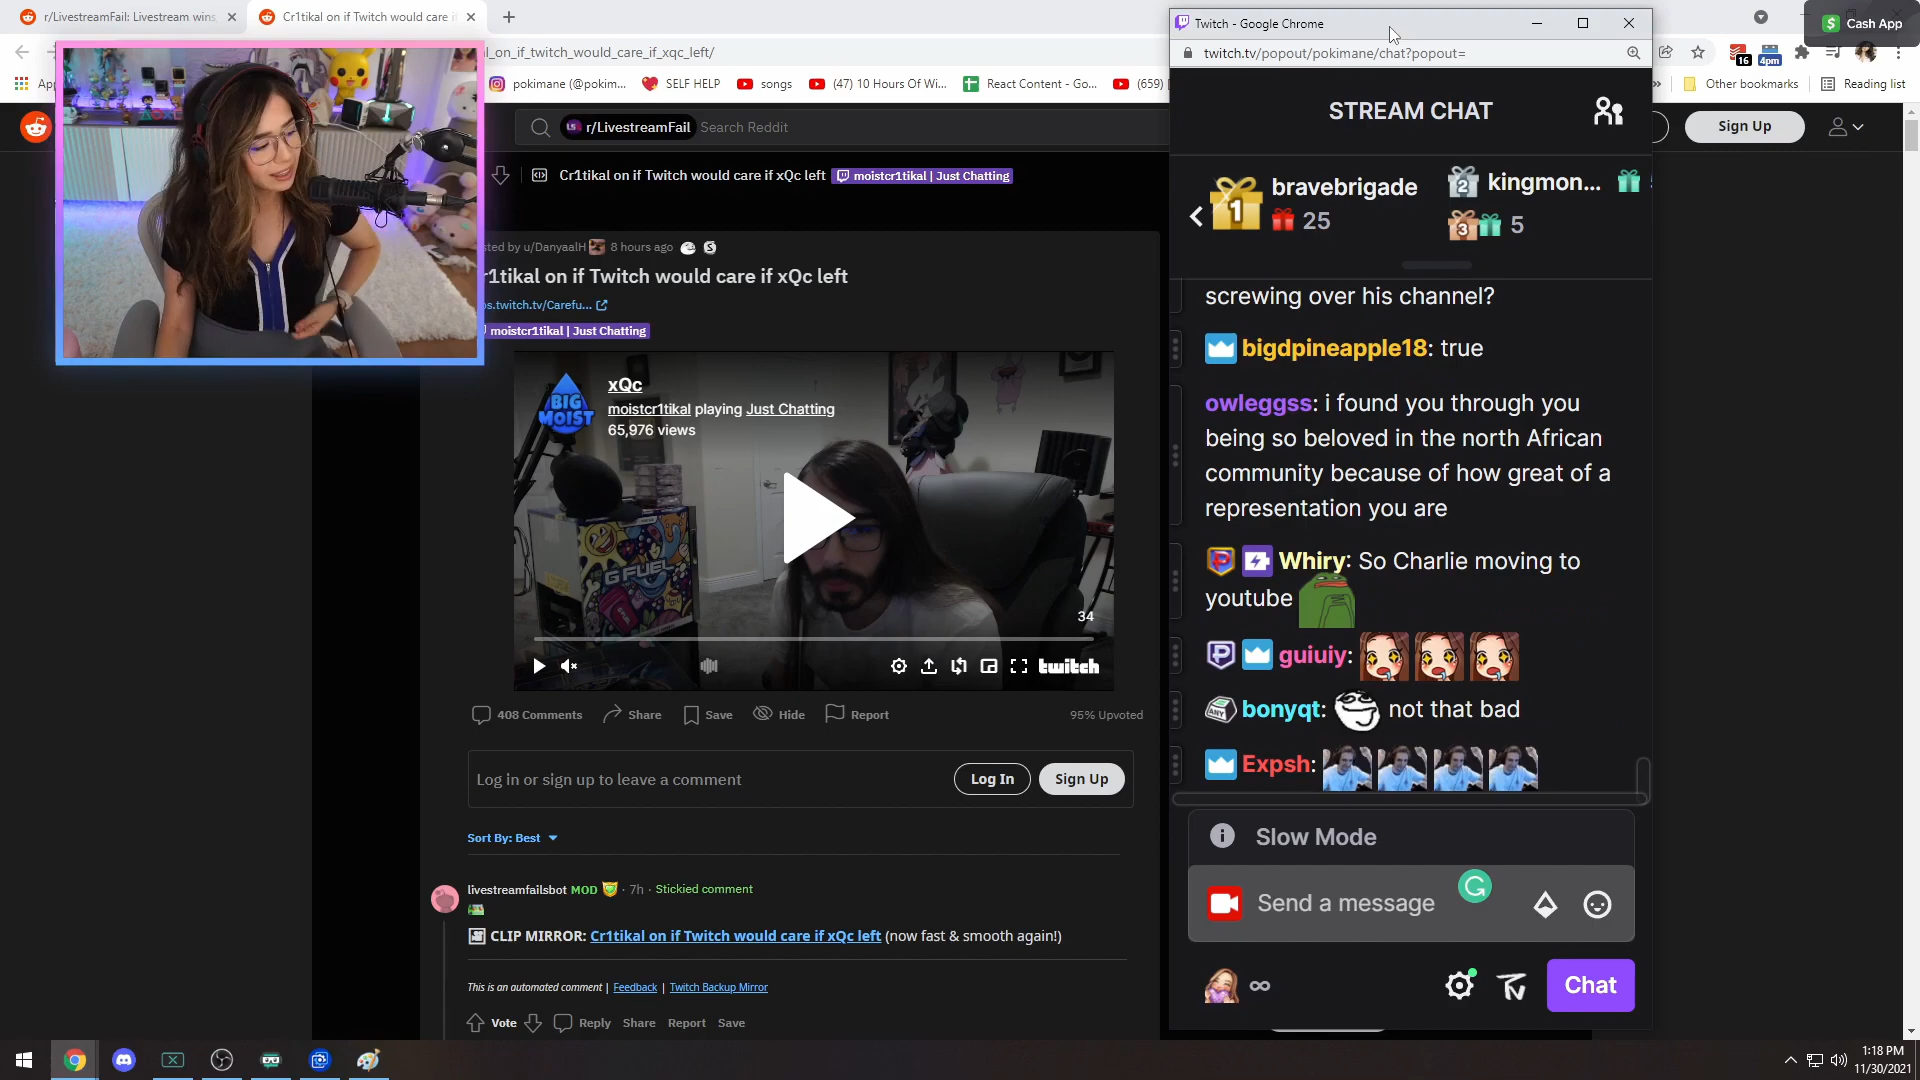 r/LivestreamFail: Livestream wins,
Cr1tikal on if Twitch would care if
l_on_if_twitch_would_care_if_xqc_left/
pokimane (@pokim...
SELF HELP
songs
(47) 10 Hours Of Wi...
React Content - Go...
(659)
Other bookmarks
Reading list
16
4pm
Cash App
r/LivestreamFail
Search Reddit
Sign Up
Cr1tikal on if Twitch would care if xQc left
moistcr1tikal | Just Chatting
sted by u/DanyaalH
8 hours ago
r1tikal on if Twitch would care if xQc left
ps.twitch.tv/Carefu...
moistcr1tikal | Just Chatting
BIG
MOIST
xQc
moistcr1tikal playing Just Chatting
65,976 views
G FUEL
34
twitch
408 Comments
Share
Save
Hide
Report
95% Upvoted
Log in or sign up to leave a comment
Log In
Sign Up
Sort By: Best
livestreamfailsbot MOD · 7h · Stickied comment
CLIP MIRROR: Cr1tikal on if Twitch would care if xQc left (now fast & smooth again!)
This is an automated comment | Feedback | Twitch Backup Mirror
Vote
Reply
Share
Report
Save
Twitch - Google Chrome
twitch.tv/popout/pokimane/chat?popout=
STREAM CHAT
1
bravebrigade
25
2
kingmon...
3
5
screwing over his channel?
bigdpineapple18: true
owleggss: i found you through you
being so beloved in the north African
community because of how great of a
representation you are
Whiry: So Charlie moving to
youtube
guiuiy:
bonyqt: not that bad
Expsh:
Slow Mode
Send a message
∞
Chat
1:18 PM
11/30/2021